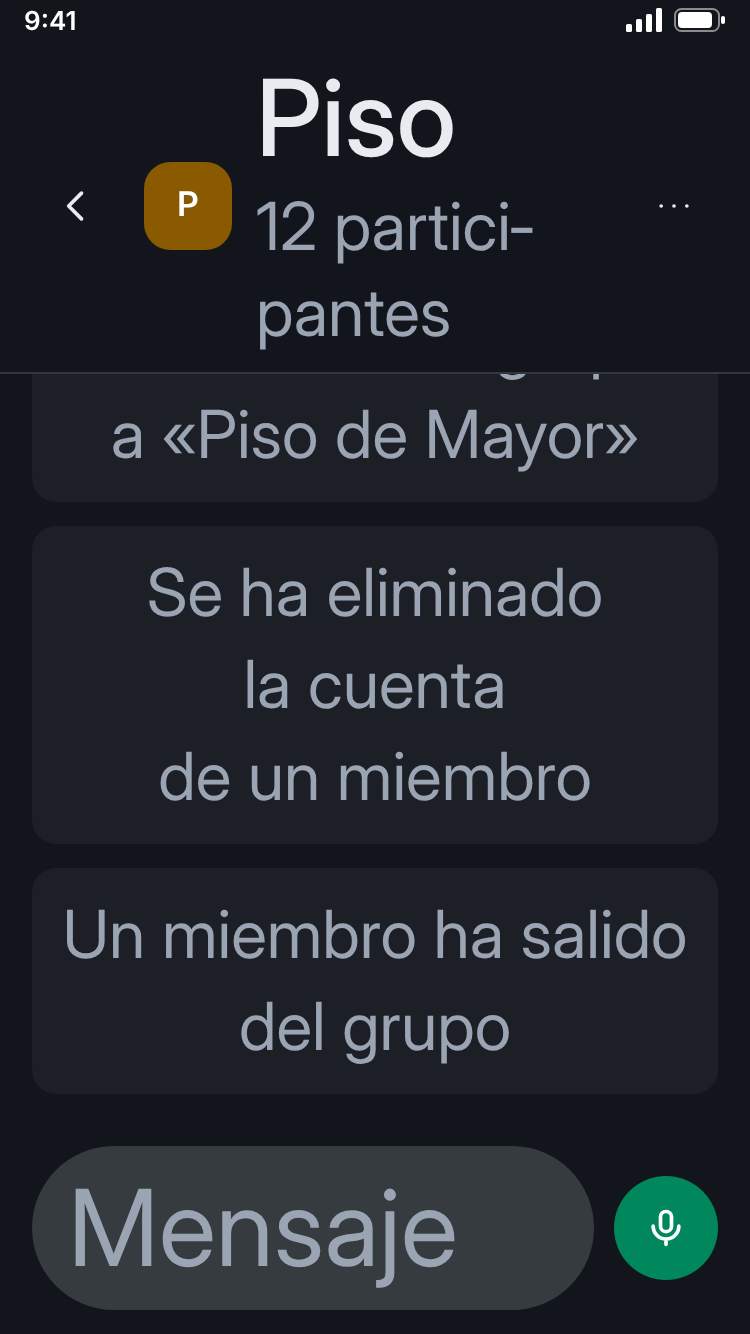 9:41
Piso
P
12 partici-
pantes
a «Piso de Mayor»
Se ha eliminado
la cuenta
de un miembro
Un miembro ha salido
del grupo
Mensaje